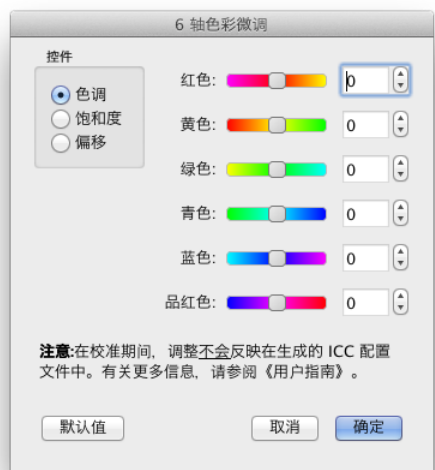 6 轴色彩微调
控件
色调
饱和度
偏移
红色: 0
黄色: 0
绿色: 0
青色: 0
蓝色: 0
品红色: 0
注意:在校准期间，调整不会反映在生成的 ICC 配置
文件中。有关更多信息，请参阅《用户指南》。
默认值 取消 确定